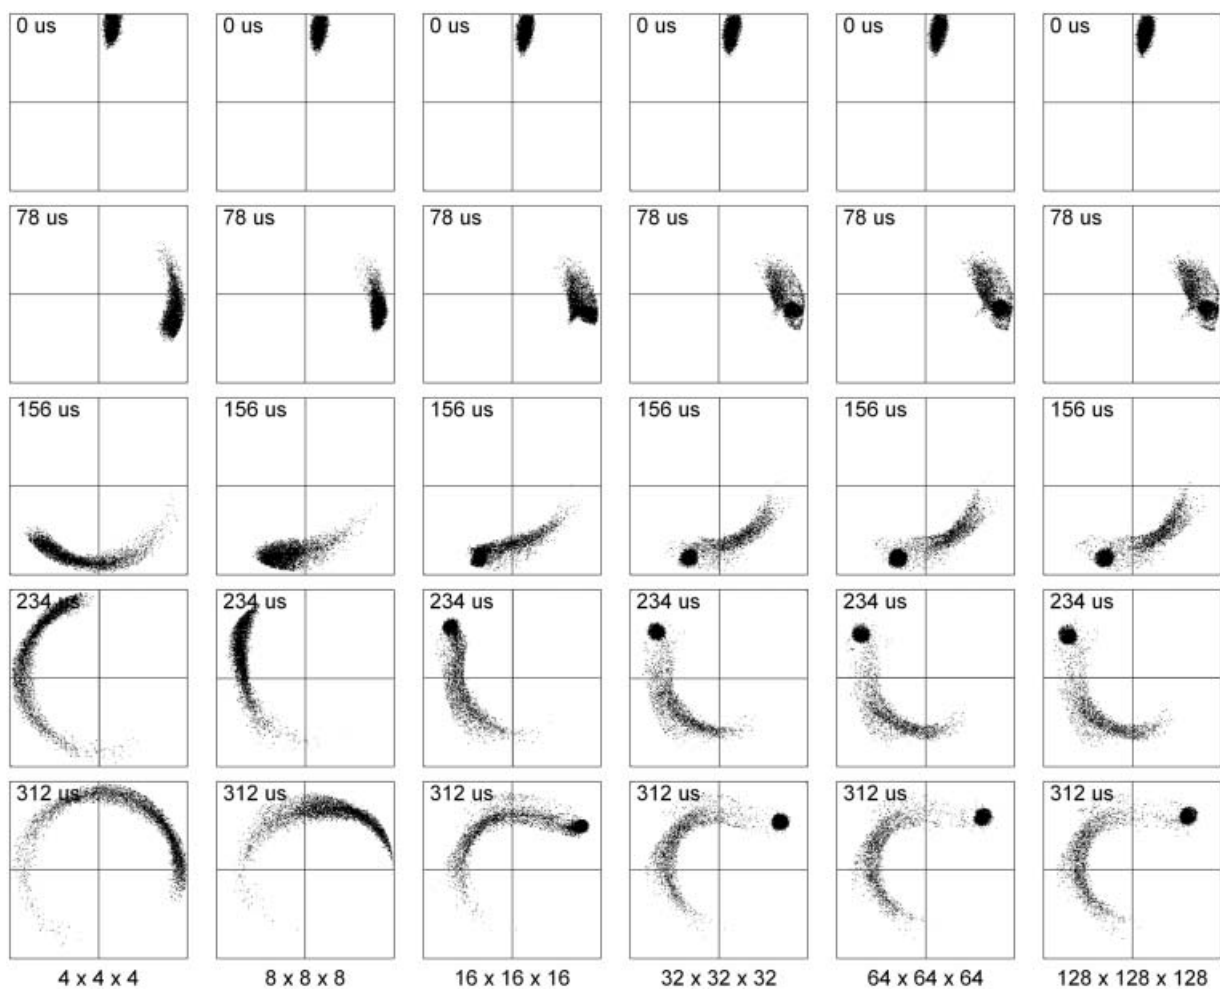 0 us 0 us 0 us 0 us 0 us 0 us
78 us 78 us 78 us 78 us 78 us 78 us
156 us 156 us 156 us 156 us 156 us 156 us
234 us 234 us 234 us 234 us 234 us 234 us
312 us 312 us 312 us 312 us 312 us 312 us
4 x 4 x 4 8 x 8 x 8 16 x 16 x 16 32 x 32 x 32 64 x 64 x 64 128 x 128 x 128